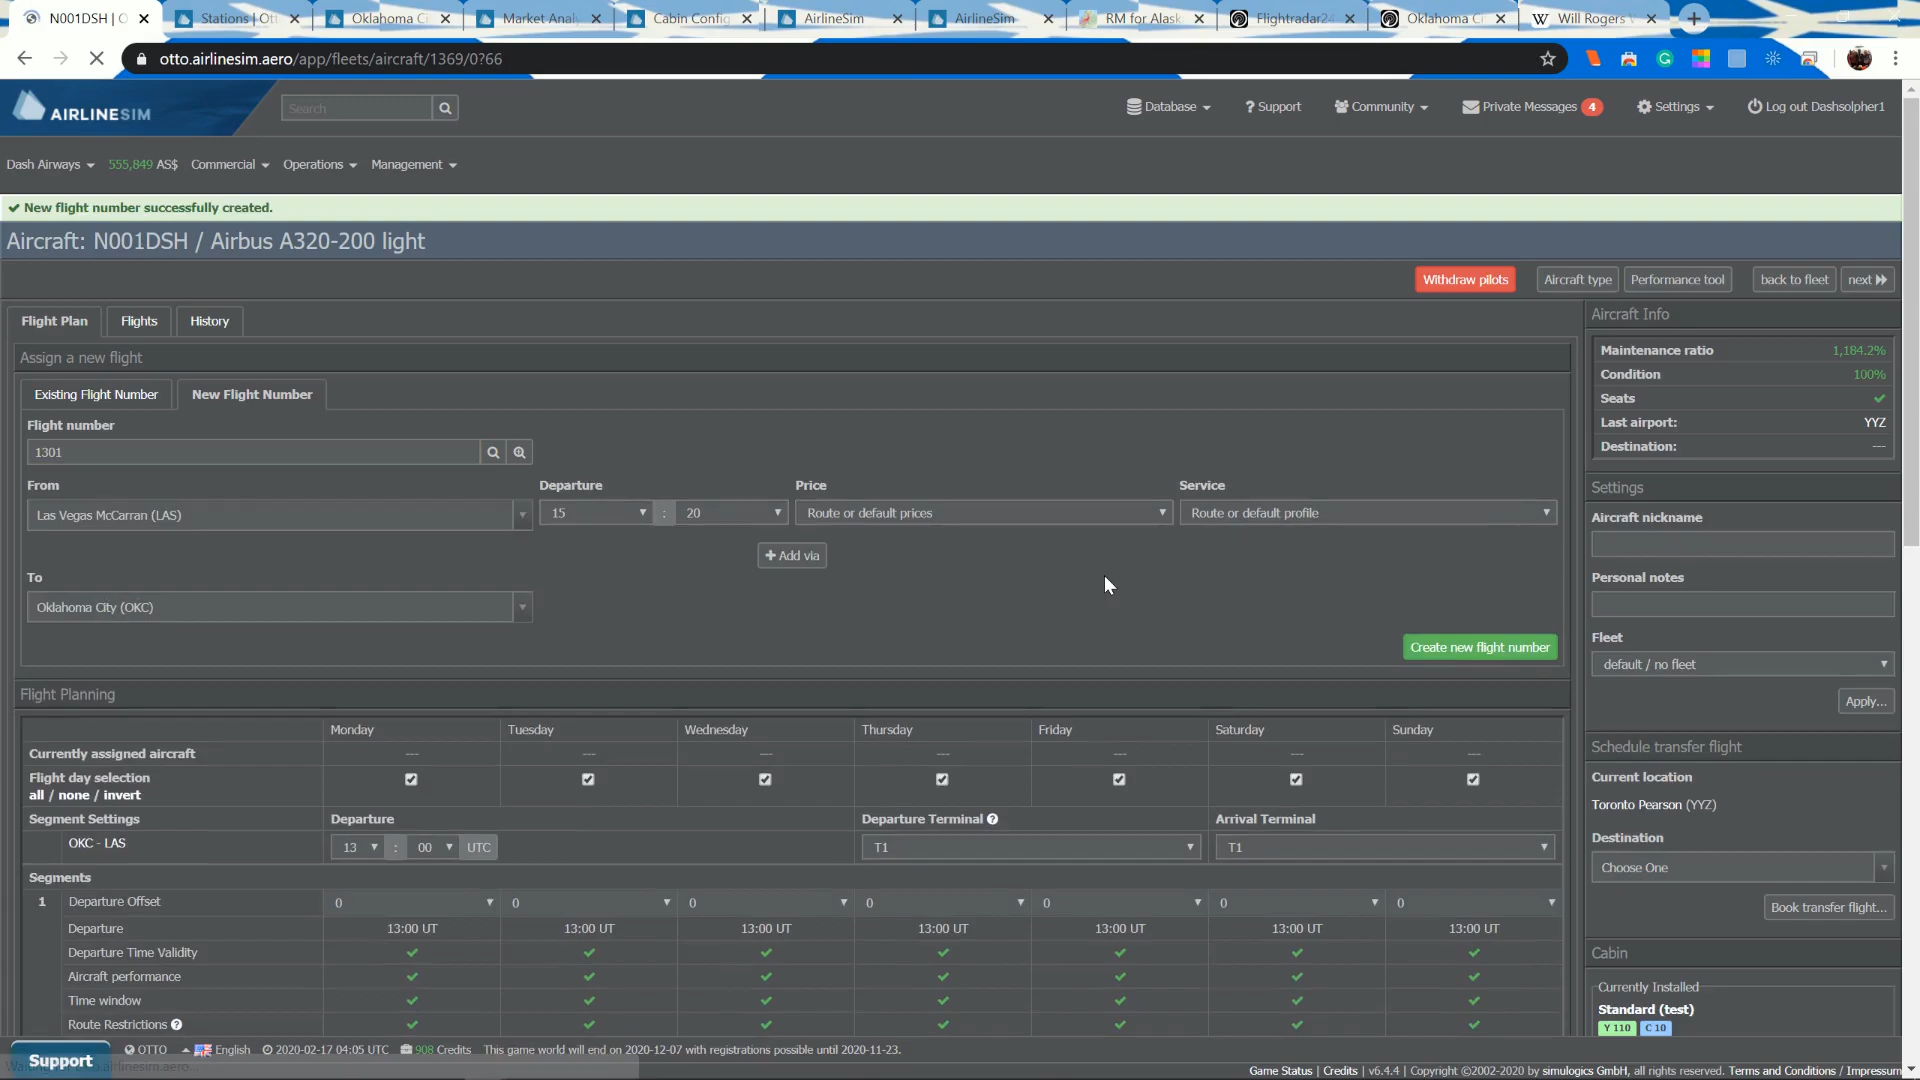 N001DSH | O
Stations | Ott
Oklahoma Ci
Market Anal
Cabin Config
AirlineSim
AirlineSim
RM for Alask
Flightradar24
Oklahoma Ci
Will Rogers
otto.airlinesim.aero/app/fleets/aircraft/1369/0?66
AIRLINESIM
Search
Database
? Support
Community
Private Messages 4
Settings
Log out Dashsolpher1
Dash Airways
555,849 AS$
Commercial
Operations
Management
New flight number successfully created.
Aircraft: N001DSH / Airbus A320-200 light
Withdraw pilots
Aircraft type
Performance tool
back to fleet
next
Flight Plan
Flights
History
Assign a new flight
Existing Flight Number
New Flight Number
Flight number
1301
From
Departure
Price
Service
Las Vegas McCarran (LAS)
15 : 20
Route or default prices
Route or default profile
Add via
To
Oklahoma City (OKC)
Create new flight number
Flight Planning
Monday Tuesday Wednesday Thursday Friday Saturday Sunday
Currently assigned aircraft --- --- --- --- --- --- ---
Flight day selection
all / none / invert
Segment Settings Departure Departure Terminal Arrival Terminal
OKC - LAS 13 : 00 UTC T1 T1
Segments
1 Departure Offset 0 0 0 0 0 0 0
Departure 13:00 UT 13:00 UT 13:00 UT 13:00 UT 13:00 UT 13:00 UT 13:00 UT
Departure Time Validity
Aircraft performance
Time window
Route Restrictions
Aircraft Info
Maintenance ratio 1,184.2%
Condition 100%
Seats
Last airport: YYZ
Destination: ---
Settings
Aircraft nickname
Personal notes
Fleet
default / no fleet
Apply...
Schedule transfer flight
Current location
Toronto Pearson (YYZ)
Destination
Choose One
Book transfer flight...
Cabin
Currently Installed
Standard (test)
Y 110 C 10
Support
OTTO English 2020-02-17 04:05 UTC 908 Credits This game world will end on 2020-12-07 with registrations possible until 2020-11-23.
Game Status | Credits | v6.4.4 | Copyright ©2002-2020 by simulogics GmbH, all rights reserved. Terms and Conditions / Impressum